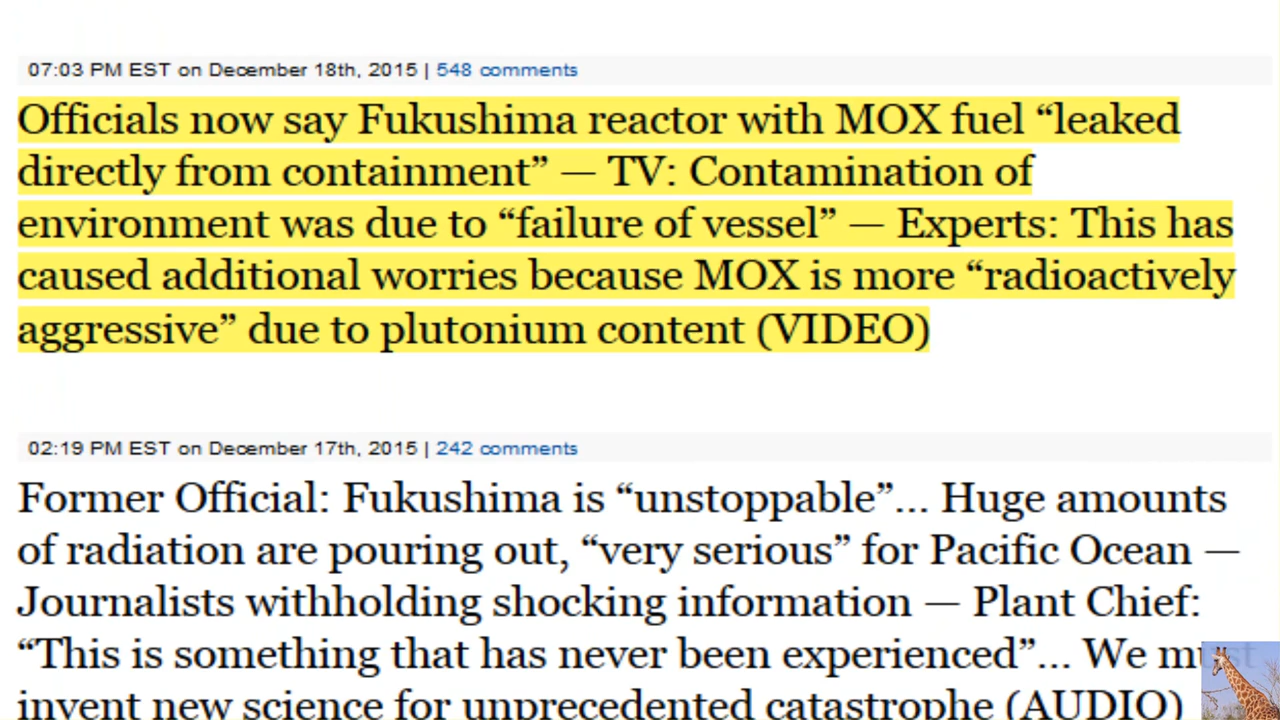 07:03 PM EST on December 18th, 2015 | 548 comments
Officials now say Fukushima reactor with MOX fuel “leaked
directly from containment” — TV: Contamination of
environment was due to “failure of vessel” — Experts: This has
caused additional worries because MOX is more “radioactively
aggressive” due to plutonium content (VIDEO)
02:19 PM EST on December 17th, 2015 | 242 comments
Former Official: Fukushima is “unstoppable”... Huge amounts
of radiation are pouring out, “very serious” for Pacific Ocean —
Journalists withholding shocking information — Plant Chief:
“This is something that has never been experienced”... We must
invent new science for unprecedented catastrophe (AUDIO)